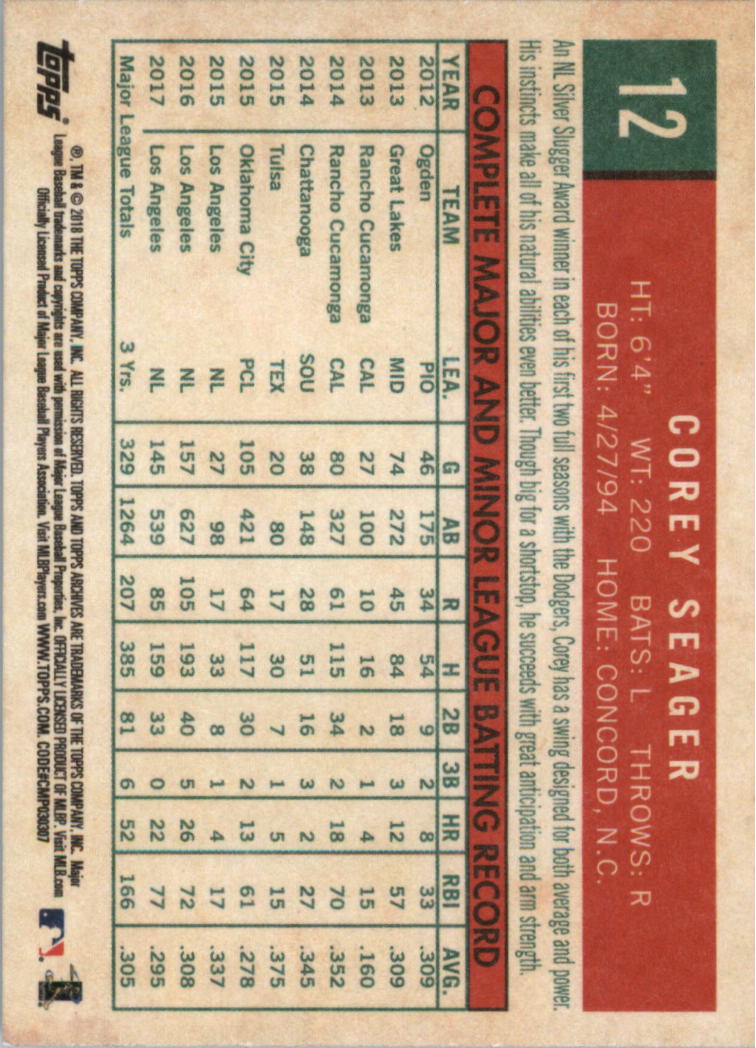 12
COREY SEAGER
HT: 6'4" WT: 220 BATS: L THROWS: R
BORN: 4/27/94 HOME: CONCORD, N.C.
An NL Silver Slugger Award winner in each of his first two full seasons with the Dodgers, Corey has a swing designed for both average and power.
His instincts make all of his natural abilities even better. Though big for a shortstop, he succeeds with great anticipation and arm strength.
COMPLETE MAJOR AND MINOR LEAGUE BATTING RECORD
YEAR TEAM LEA. G AB R H 2B 3B HR RBI AVG.
2012 Ogden PIO 46 175 34 54 9 2 8 33 .309
2013 Great Lakes MID 74 272 45 84 18 3 12 57 .309
2013 Rancho Cucamonga CAL 27 100 10 16 2 1 4 15 .160
2014 Rancho Cucamonga CAL 80 327 61 115 34 2 18 70 .352
2014 Chattanooga SOU 38 148 28 51 16 3 2 27 .345
2015 Tulsa TEX 20 80 17 30 7 1 5 15 .375
2015 Oklahoma City PCL 105 421 64 117 30 2 13 61 .278
2015 Los Angeles NL 27 98 17 33 8 1 4 17 .337
2016 Los Angeles NL 157 627 105 193 40 5 26 72 .308
2017 Los Angeles NL 145 539 85 159 33 0 22 77 .295
Major League Totals 3 Yrs. 329 1264 207 385 81 6 52 166 .305
topps®
®, TM & © 2018 THE TOPPS COMPANY, INC. ALL RIGHTS RESERVED. TOPPS AND TOPPS ARCHIVES ARE TRADEMARKS OF THE TOPPS COMPANY, INC. Major
League Baseball trademarks and copyrights are used with permission of Major League Baseball Properties, Inc. OFFICIALLY LICENSED PRODUCT OF MLBP. Visit MLB.com
Officially Licensed Product of Major League Baseball Players Association. Visit MLBPlayers.com WWW.TOPPS.COM. CODE#CMP030307